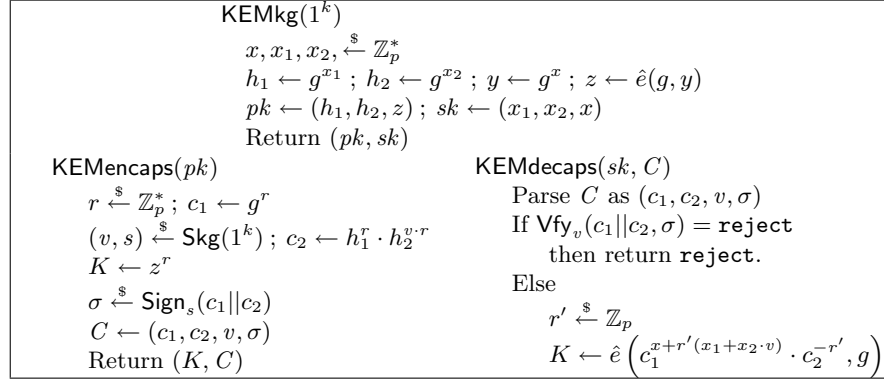 KEMkg(1^k)
x, x_1, x_2, ←^$ ℤ_p^*
h_1 ← g^{x_1} ; h_2 ← g^{x_2} ; y ← g^x ; z ← ê(g, y)
pk ← (h_1, h_2, z) ; sk ← (x_1, x_2, x)
Return (pk, sk)
KEMencaps(pk)
r ←^$ ℤ_p^* ; c_1 ← g^r
(v, s) ←^$ Skg(1^k) ; c_2 ← h_1^r · h_2^{v·r}
K ← z^r
σ ←^$ Sign_s(c_1||c_2)
C ← (c_1, c_2, v, σ)
Return (K, C)
KEMdecaps(sk, C)
Parse C as (c_1, c_2, v, σ)
If Vfy_v(c_1||c_2, σ) = reject
then return reject.
Else
r' ←^$ ℤ_p
K ← ê(c_1^{x+r'(x_1+x_2·v)} · c_2^{-r'}, g)